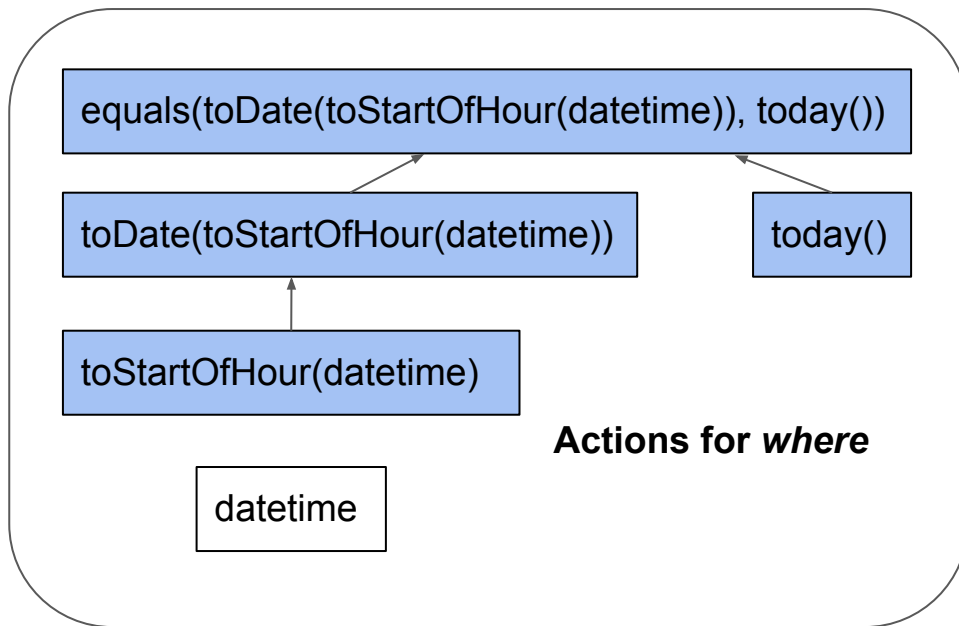 equals(toDate(toStartOfHour(datetime)), today())
toDate(toStartOfHour(datetime))
today()
toStartOfHour(datetime)
Actions for where
datetime